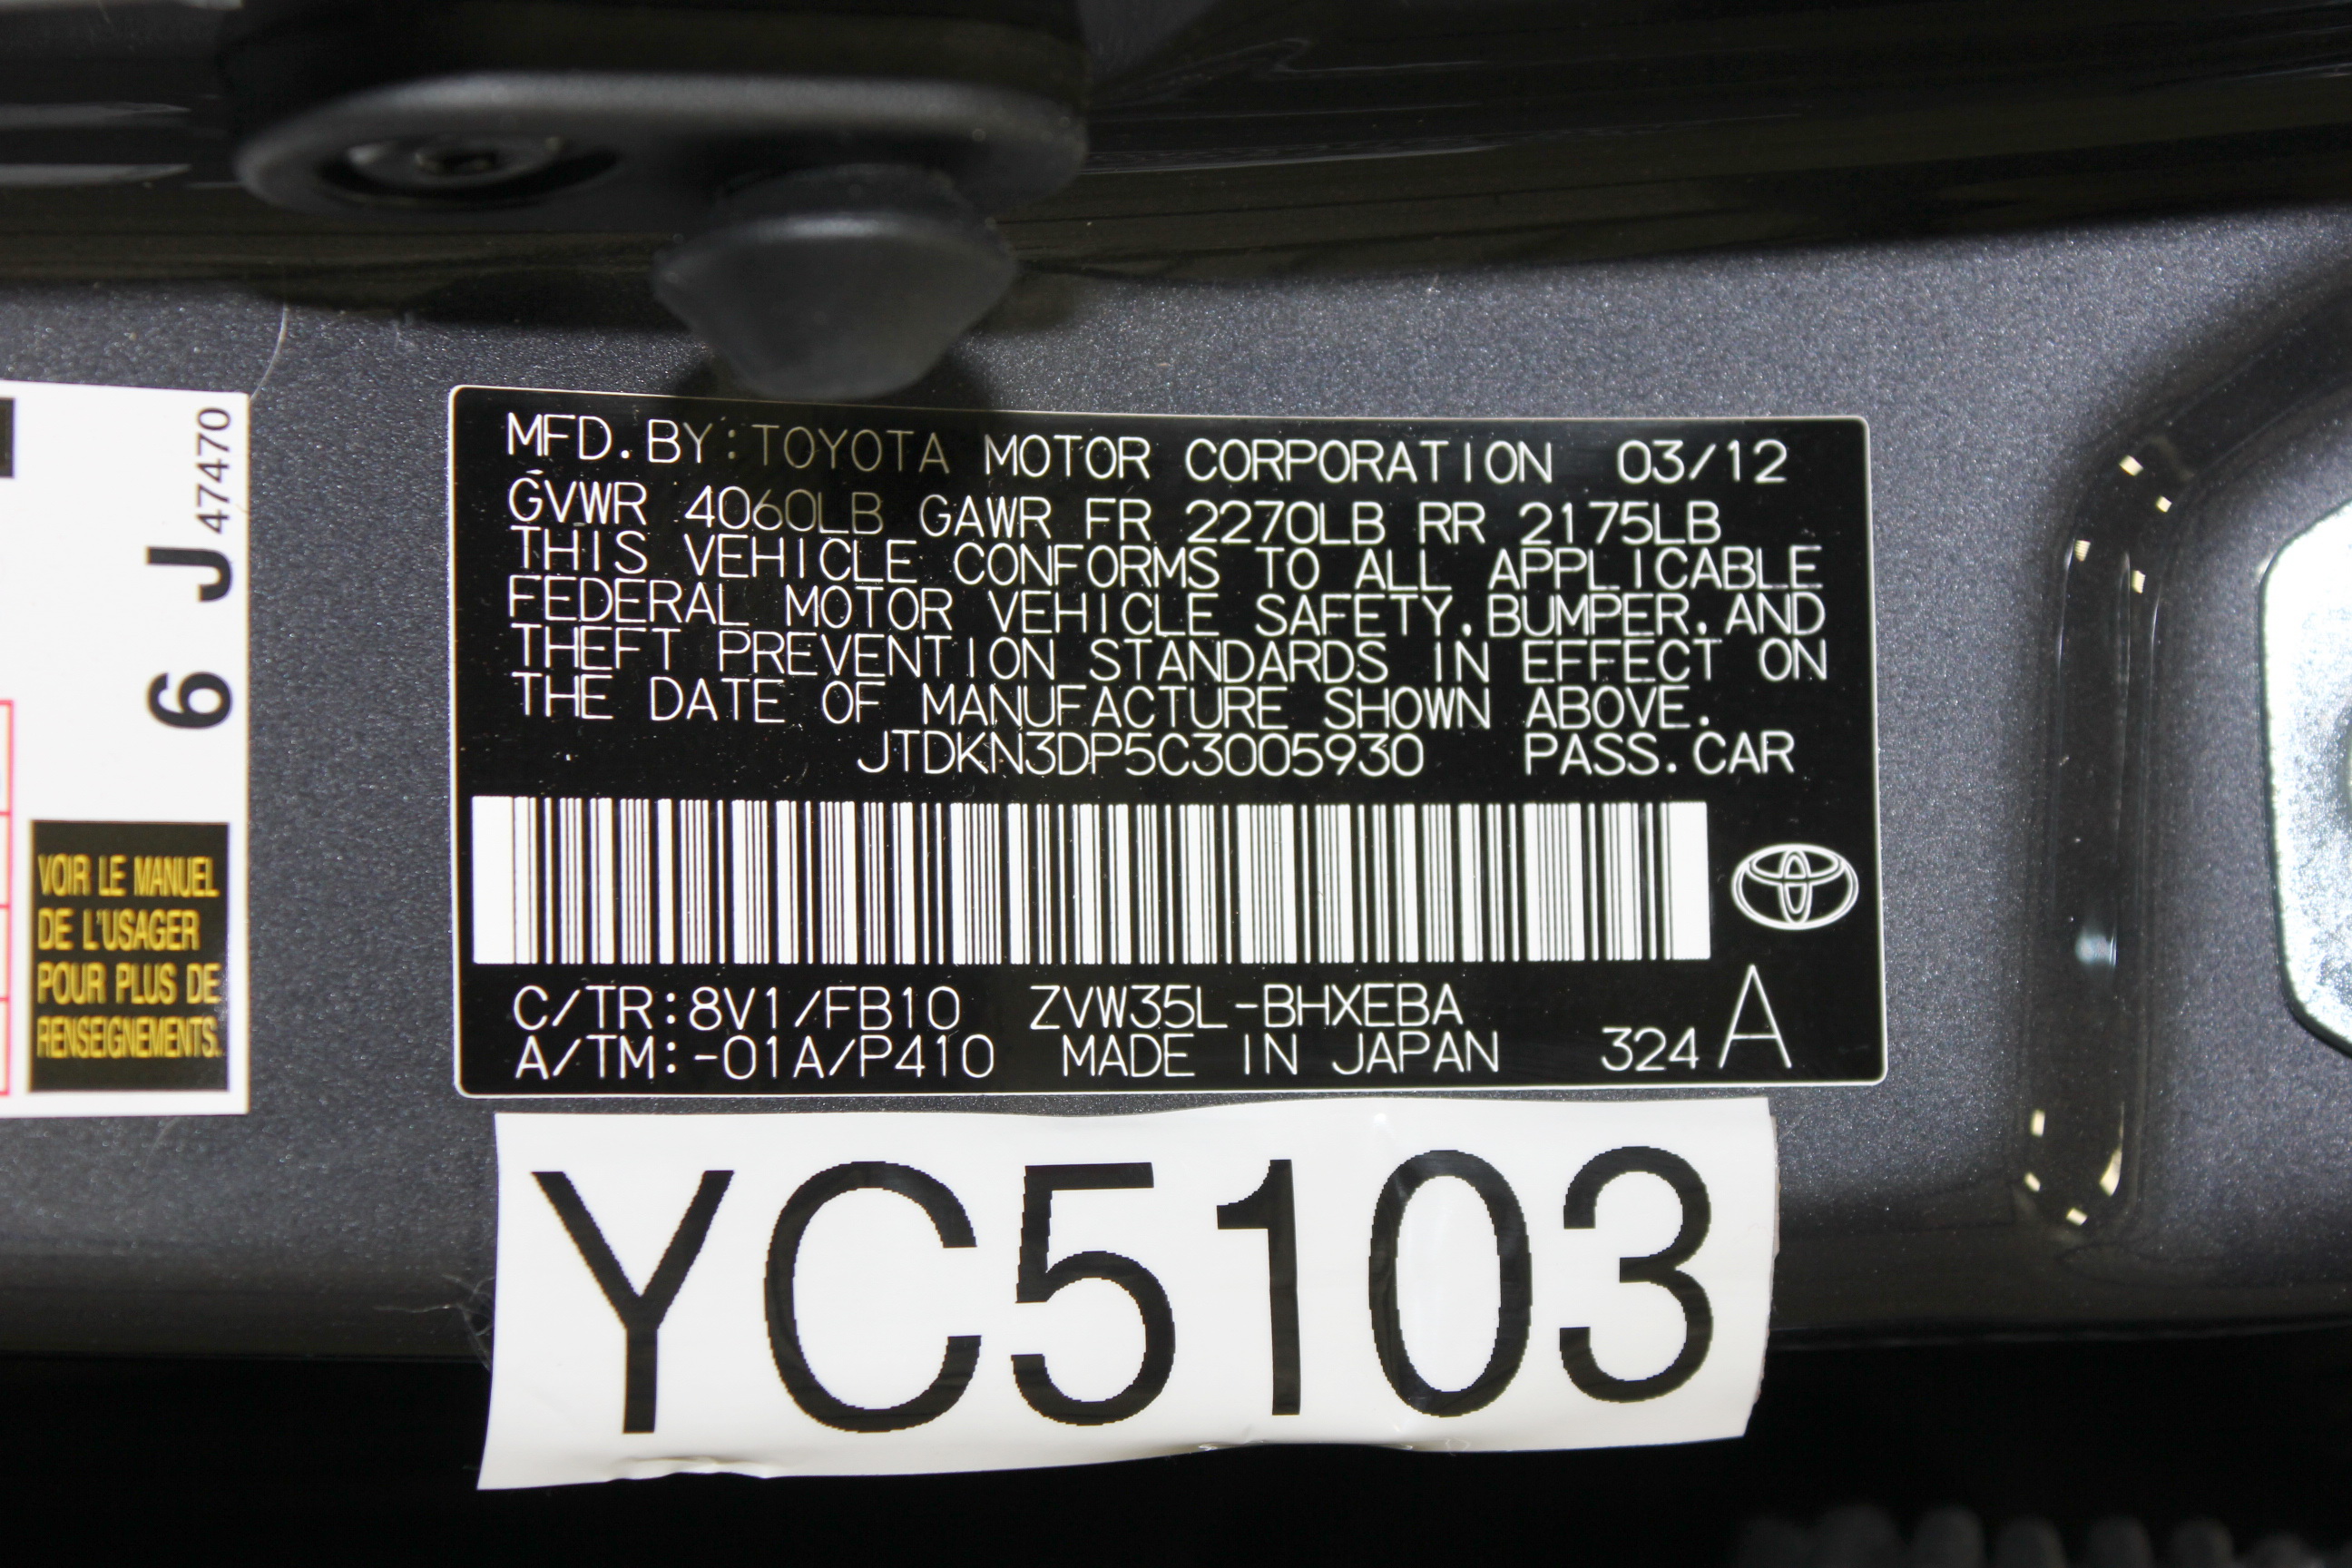 MFD.BY:TOYOTA MOTOR CORPORATION 03/12
GVWR 4060LB GAWR FR 2270LB RR 2175LB
THIS VEHICLE CONFORMS TO ALL APPLICABLE
FEDERAL MOTOR VEHICLE SAFETY,BUMPER,AND
THEFT PREVENTION STANDARDS IN EFFECT ON
THE DATE OF MANUFACTURE SHOWN ABOVE.
JTDKN3DP5C3005930 PASS.CAR
C/TR:8V1/FB10 ZVW35L-BHXEBA
A/TM:-01A/P410 MADE IN JAPAN 324 A
YC5103
6 J 47470
VOIR LE MANUEL
DE L'USAGER
POUR PLUS DE
RENSEIGNEMENTS.